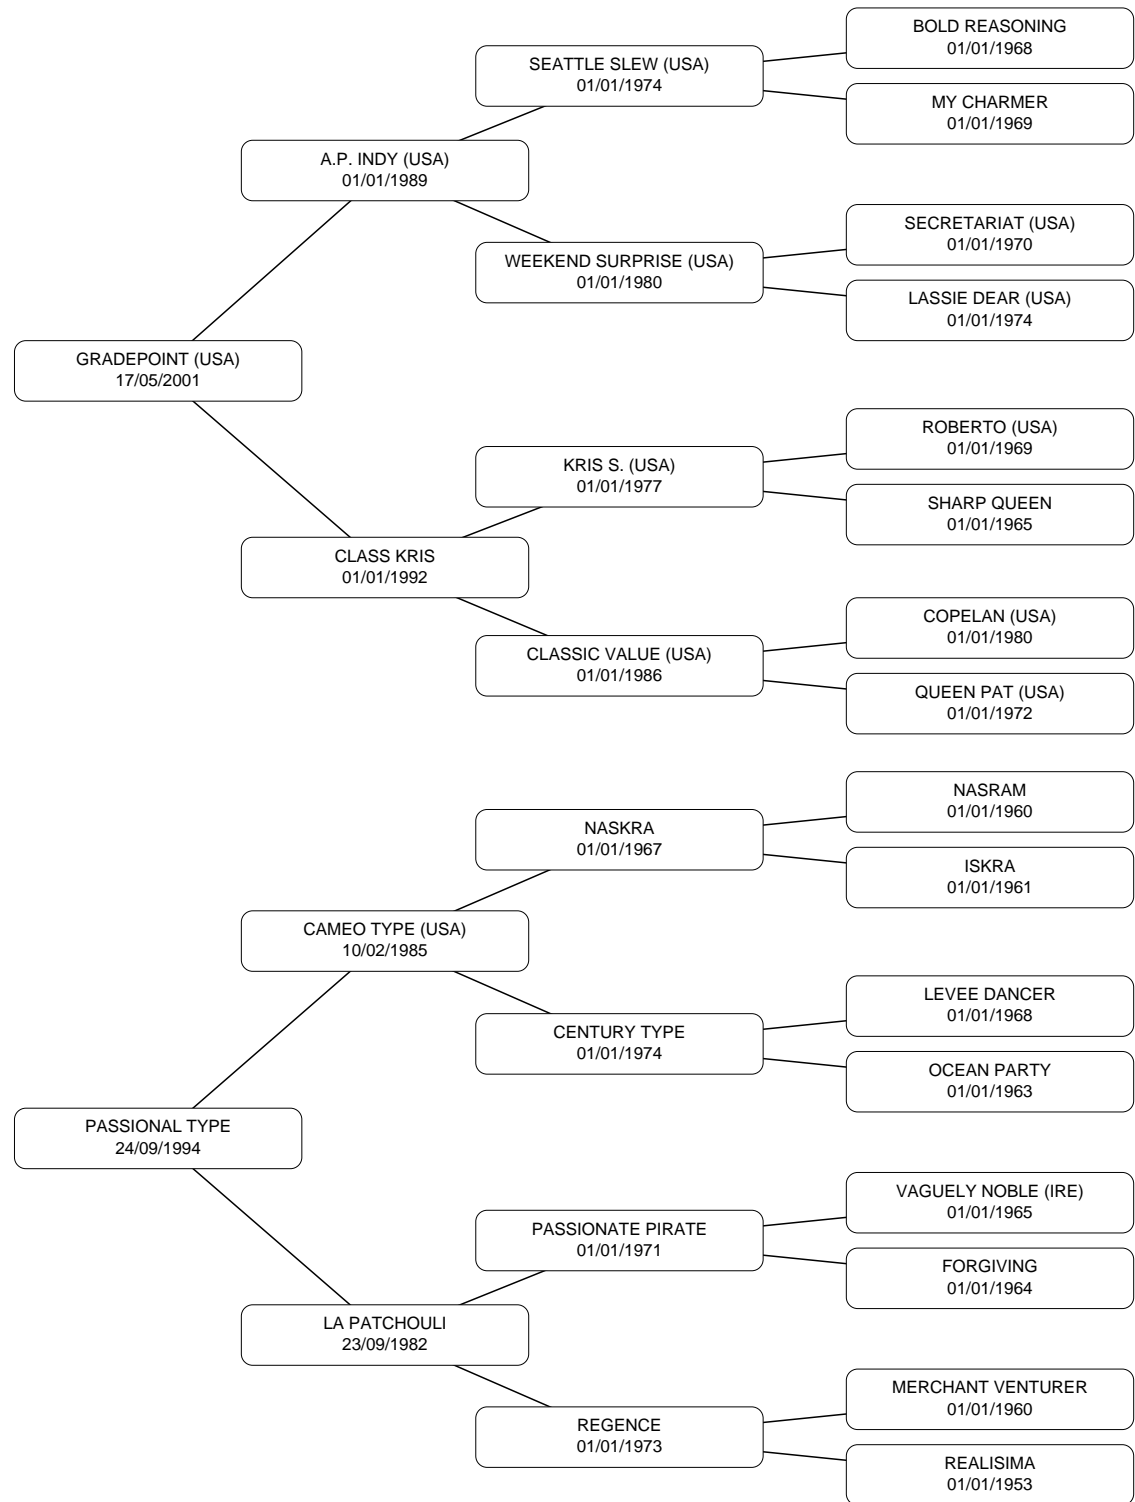 BOLD REASONING
01/01/1968
SEATTLE SLEW (USA)
01/01/1974
MY CHARMER
01/01/1969
A.P. INDY (USA)
01/01/1989
SECRETARIAT (USA)
01/01/1970
WEEKEND SURPRISE (USA)
01/01/1980
LASSIE DEAR (USA)
01/01/1974
GRADEPOINT (USA)
17/05/2001
ROBERTO (USA)
01/01/1969
KRIS S. (USA)
01/01/1977
SHARP QUEEN
01/01/1965
CLASS KRIS
01/01/1992
COPELAN (USA)
01/01/1980
CLASSIC VALUE (USA)
01/01/1986
QUEEN PAT (USA)
01/01/1972
NASRAM
01/01/1960
NASKRA
01/01/1967
ISKRA
01/01/1961
CAMEO TYPE (USA)
10/02/1985
LEVEE DANCER
01/01/1968
CENTURY TYPE
01/01/1974
OCEAN PARTY
01/01/1963
PASSIONAL TYPE
24/09/1994
VAGUELY NOBLE (IRE)
01/01/1965
PASSIONATE PIRATE
01/01/1971
FORGIVING
01/01/1964
LA PATCHOULI
23/09/1982
MERCHANT VENTURER
01/01/1960
REGENCE
01/01/1973
REALISIMA
01/01/1953